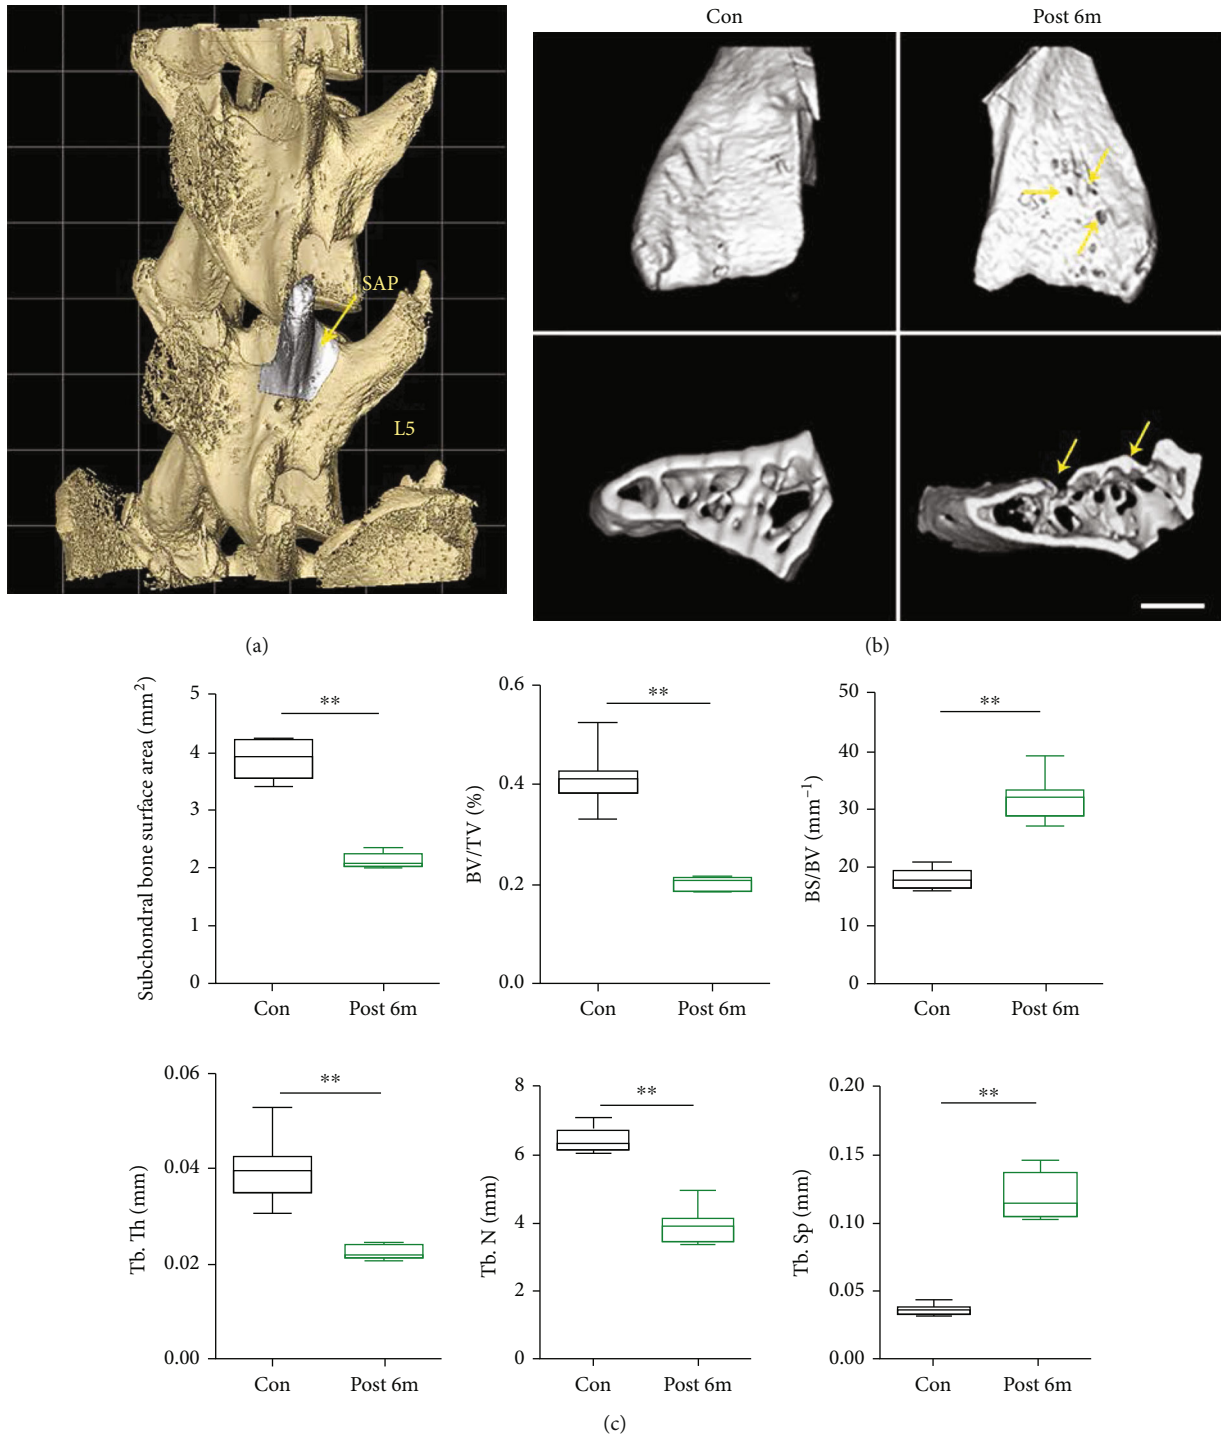 Con Post 6m
SAP
L5
(a) (b)
Subchondral bone surface area (mm²)
5
4
3
2
1
0
**
Con Post 6m
BV/TV (%)
0.6
0.4
0.2
0.0
**
Con Post 6m
BS/BV (mm⁻¹)
50
40
30
20
10
0
**
Con Post 6m
Tb. Th (mm)
0.06
0.04
0.02
0.00
**
Con Post 6m
Tb. N (mm)
8
6
4
2
0
**
Con Post 6m
Tb. Sp (mm)
0.20
0.15
0.10
0.05
0.00
**
Con Post 6m
(c)